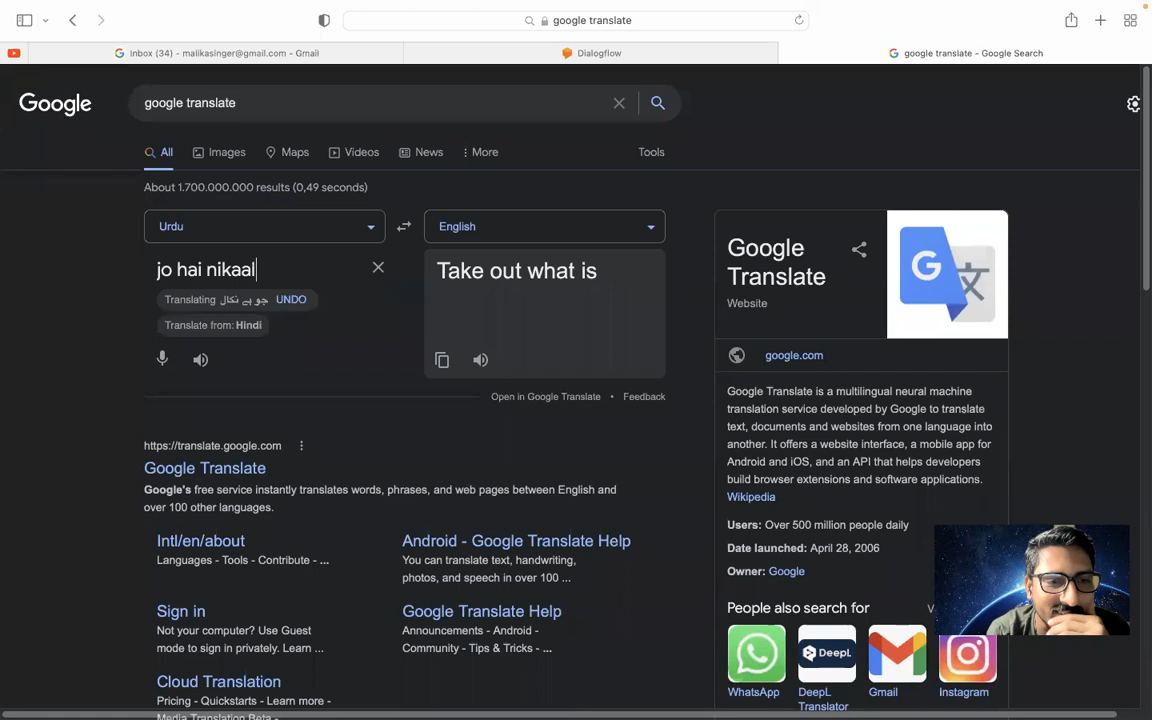 google translate
Inbox (34) - malikasinger@gmail.com - Gmail
Dialogflow
google translate - Google Search
Google
google translate
All
Images
Maps
Videos
News
More
Tools
About 1.700.000.000 results (0,49 seconds)
Urdu
English
jo hai nikaal
Take out what is
Translating جو ہے نکال UNDO
Translate from: Hindi
Open in Google Translate • Feedback
https://translate.google.com
Google Translate
Google's free service instantly translates words, phrases, and web pages between English and
over 100 other languages.
Intl/en/about
Languages - Tools - Contribute - ...
Android - Google Translate Help
You can translate text, handwriting,
photos, and speech in over 100 ...
Sign in
Not your computer? Use Guest
mode to sign in privately. Learn ...
Google Translate Help
Announcements - Android -
Community - Tips & Tricks - ...
Cloud Translation
Pricing - Quickstarts - Learn more -
Media Translation Beta -
Google
Translate
Website
G
文
google.com
Google Translate is a multilingual neural machine
translation service developed by Google to translate
text, documents and websites from one language into
another. It offers a website interface, a mobile app for
Android and iOS, and an API that helps developers
build browser extensions and software applications.
Wikipedia
Users: Over 500 million people daily
Date launched: April 28, 2006
Owner: Google
People also search for
DeepL
WhatsApp
DeepL
Translator
Gmail
Instagram